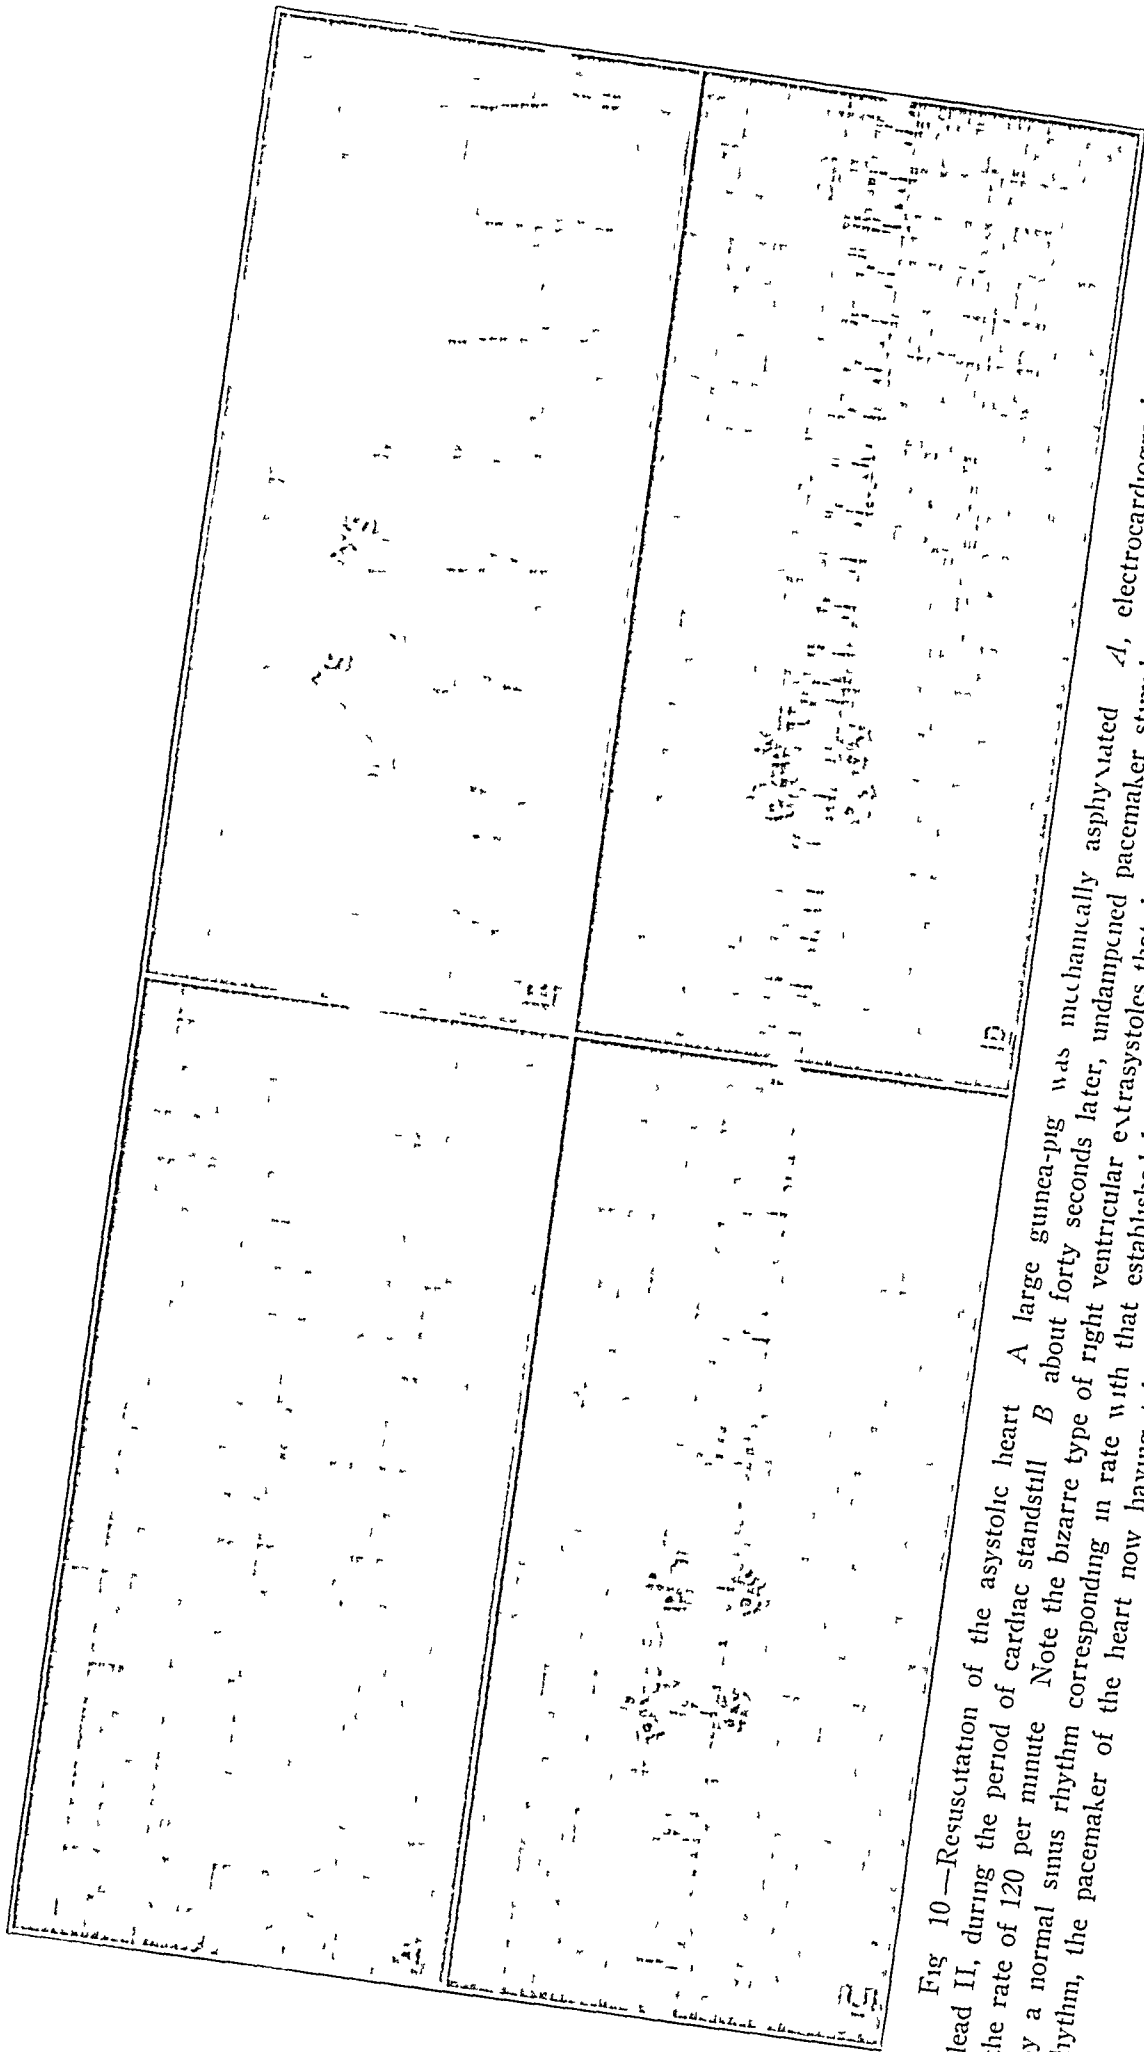 Fig 10—Resuscitation of the asystolic heart A large guinea-pig was mechanically asphyxiated A, electrocardiogram
lead II, during the period of cardiac standstill B about forty seconds later, undampened pacemaker
the rate of 120 per minute Note the bizarre type of right ventricular extrasystoles that
y a normal sinus rhythm corresponding in rate with that established
hythm, the pacemaker of the heart now having
A
B
C
D